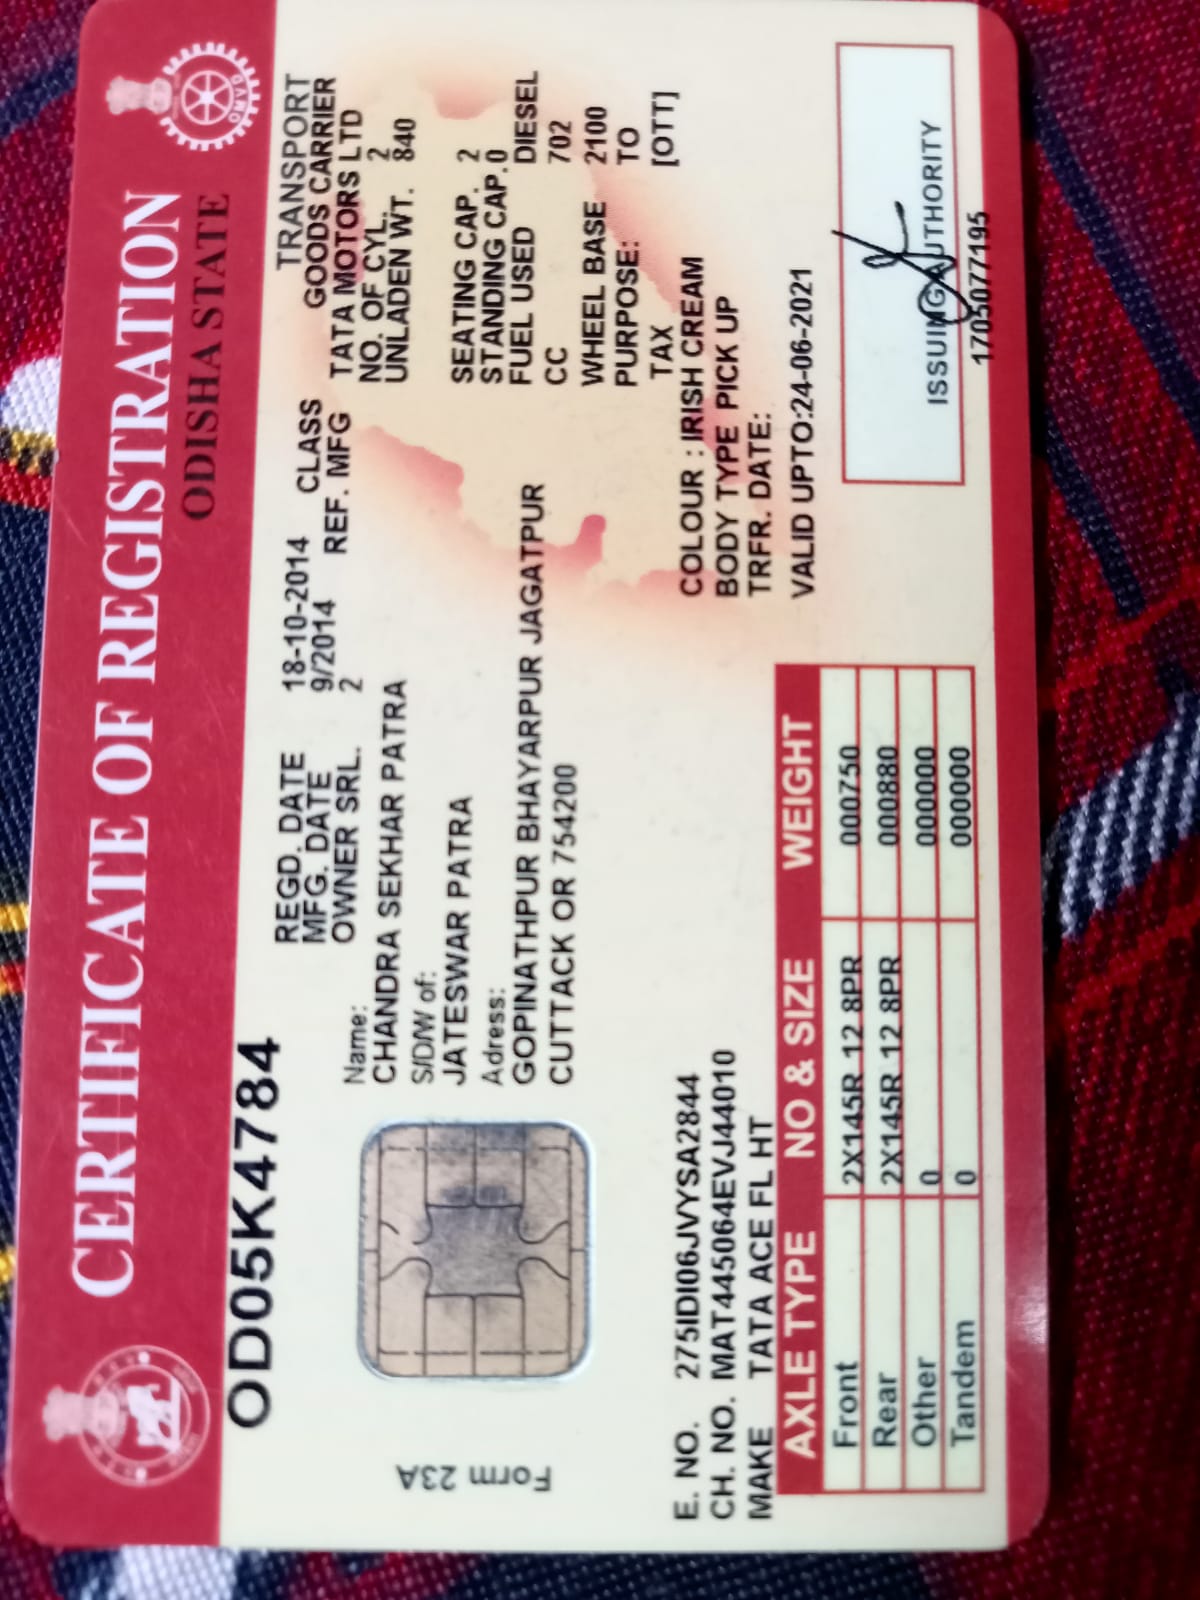 CERTIFICATE OF REGISTRATION
ODISHA STATE
OD05K4784
REGD. DATE 18-10-2014 CLASS TRANSPORT
GOODS CARRIER
MFG. DATE 9/2014 REF. MFG TATA MOTORS LTD
OWNER SRL. 2 NO. OF CYL. 2
UNLADEN WT. 840
Name:
CHANDRA SEKHAR PATRA
S/D/W of:
JATESWAR PATRA
Adress:
GOPINATHPUR BHAYARPUR JAGATPUR
CUTTACK OR 754200
SEATING CAP. 2
STANDING CAP. 0
FUEL USED DIESEL
CC 702
WHEEL BASE 2100
PURPOSE: TO
TAX [OTT]
Form 23A
E. NO. 275IDI06JVYSA2844
CH. NO. MAT445064EVJ44010
MAKE TATA ACE FL HT
COLOUR : IRISH CREAM
BODY TYPE PICK UP
TRFR. DATE:
VALID UPTO:24-06-2021
AXLE TYPE NO & SIZE WEIGHT
Front 2X145R 12 8PR 000750
Rear 2X145R 12 8PR 000880
Other 0 000000
Tandem 0 000000
ISSUING AUTHORITY
1705077195